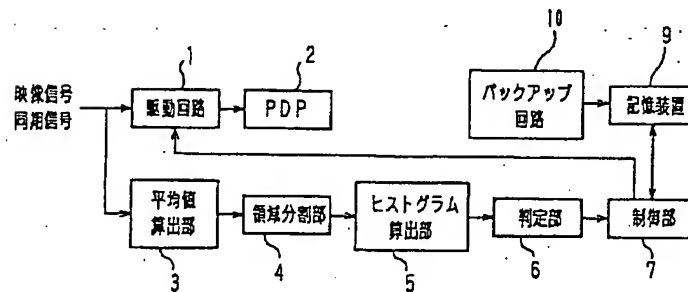 10
1
2
9
映像信号
同期信号
駆動回路
PDP
バックアップ
回路
記憶装置
平均値
算出部
領域分割部
ヒストグラム
算出部
判定部
制御部
3
4
5
6
7